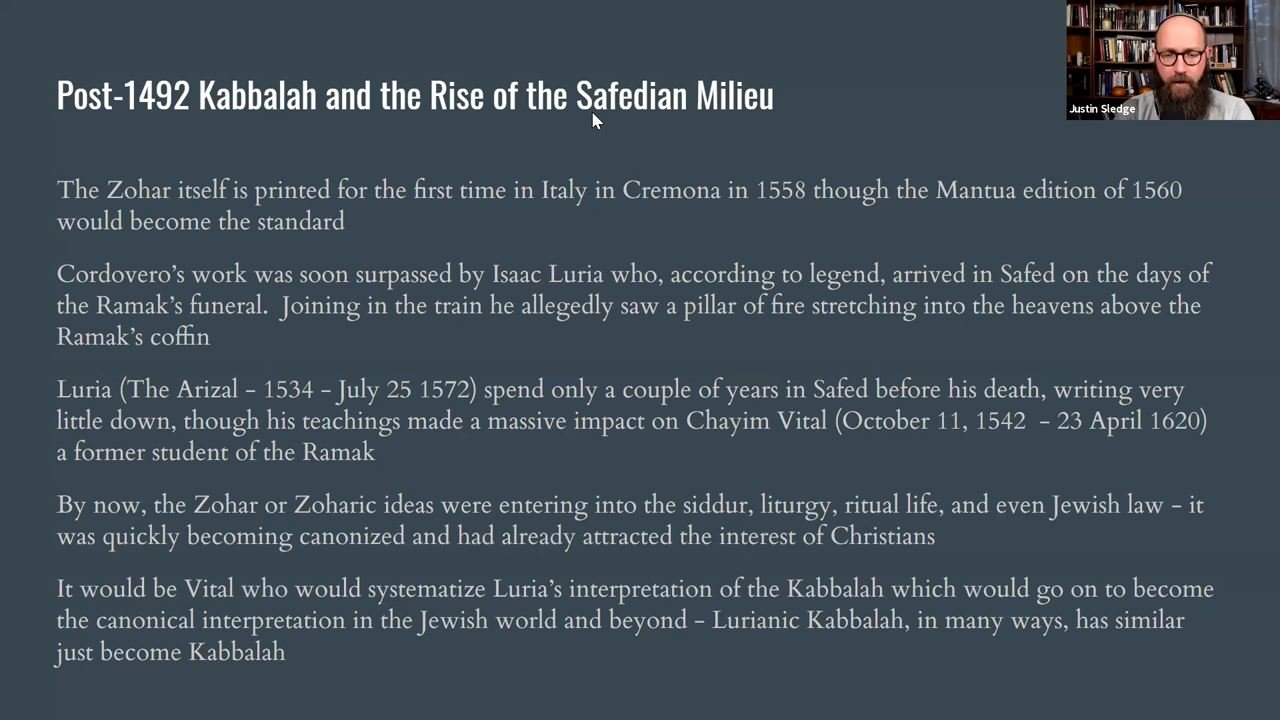 Post-1492 Kabbalah and the Rise of the Safedian Milieu
Justin Sledge
The Zohar itself is printed for the first time in Italy in Cremona in 1558 though the Mantua edition of 1560
would become the standard
Cordovero's work was soon surpassed by Isaac Luria who, according to legend, arrived in Safed on the days of
the Ramak's funeral.  Joining in the train he allegedly saw a pillar of fire stretching into the heavens above the
Ramak's coffin
Luria (The Arizal - 1534 - July 25 1572) spend only a couple of years in Safed before his death, writing very
little down, though his teachings made a massive impact on Chayim Vital (October 11, 1542  - 23 April 1620)
a former student of the Ramak
By now, the Zohar or Zoharic ideas were entering into the siddur, liturgy, ritual life, and even Jewish law - it
was quickly becoming canonized and had already attracted the interest of Christians
It would be Vital who would systematize Luria's interpretation of the Kabbalah which would go on to become
the canonical interpretation in the Jewish world and beyond - Lurianic Kabbalah, in many ways, has similar
just become Kabbalah